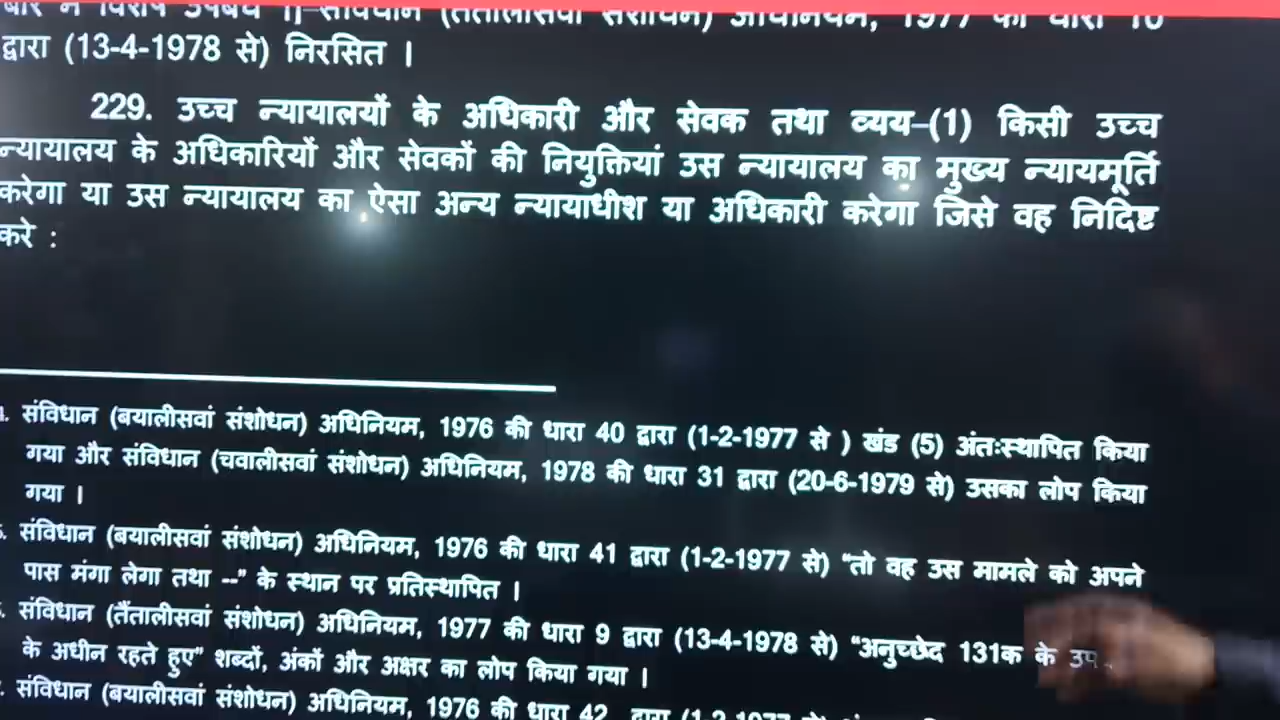 द्वारा (13-4-1978 से) निरसित ।
229. उच्च न्यायालयों के अधिकारी और सेवक तथा व्यय–(1) किसी उच्च
न्यायालय के अधिकारियों और सेवकों की नियुक्तियां उस न्यायालय का मुख्य न्यायमूर्ति
करेगा या उस न्यायालय का ऐसा अन्य न्यायाधीश या अधिकारी करेगा जिसे वह निदिष्ट
करे :
संविधान (बयालीसवां संशोधन) अधिनियम, 1976 की धारा 40 द्वारा (1-2-1977 से ) खंड (5) अंतःस्थापित किया
गया और संविधान (चवालीसवां संशोधन) अधिनियम, 1978 की धारा 31 द्वारा (20-6-1979 से) उसका लोप किया
गया ।
संविधान (बयालीसवां संशोधन) अधिनियम, 1976 की धारा 41 द्वारा (1-2-1977 से) “तो वह उस मामले को अपने
पास मंगा लेगा तथा --” के स्थान पर प्रतिस्थापित ।
संविधान (तैंतालीसवां संशोधन) अधिनियम, 1977 की धारा 9 द्वारा (13-4-1978 से) “अनुच्छेद 131क के
के अधीन रहते हुए” शब्दों, अंकों और अक्षर का लोप किया गया ।
संविधान (बयालीसवां संशोधन) अधिनियम, 1976 की धारा 42